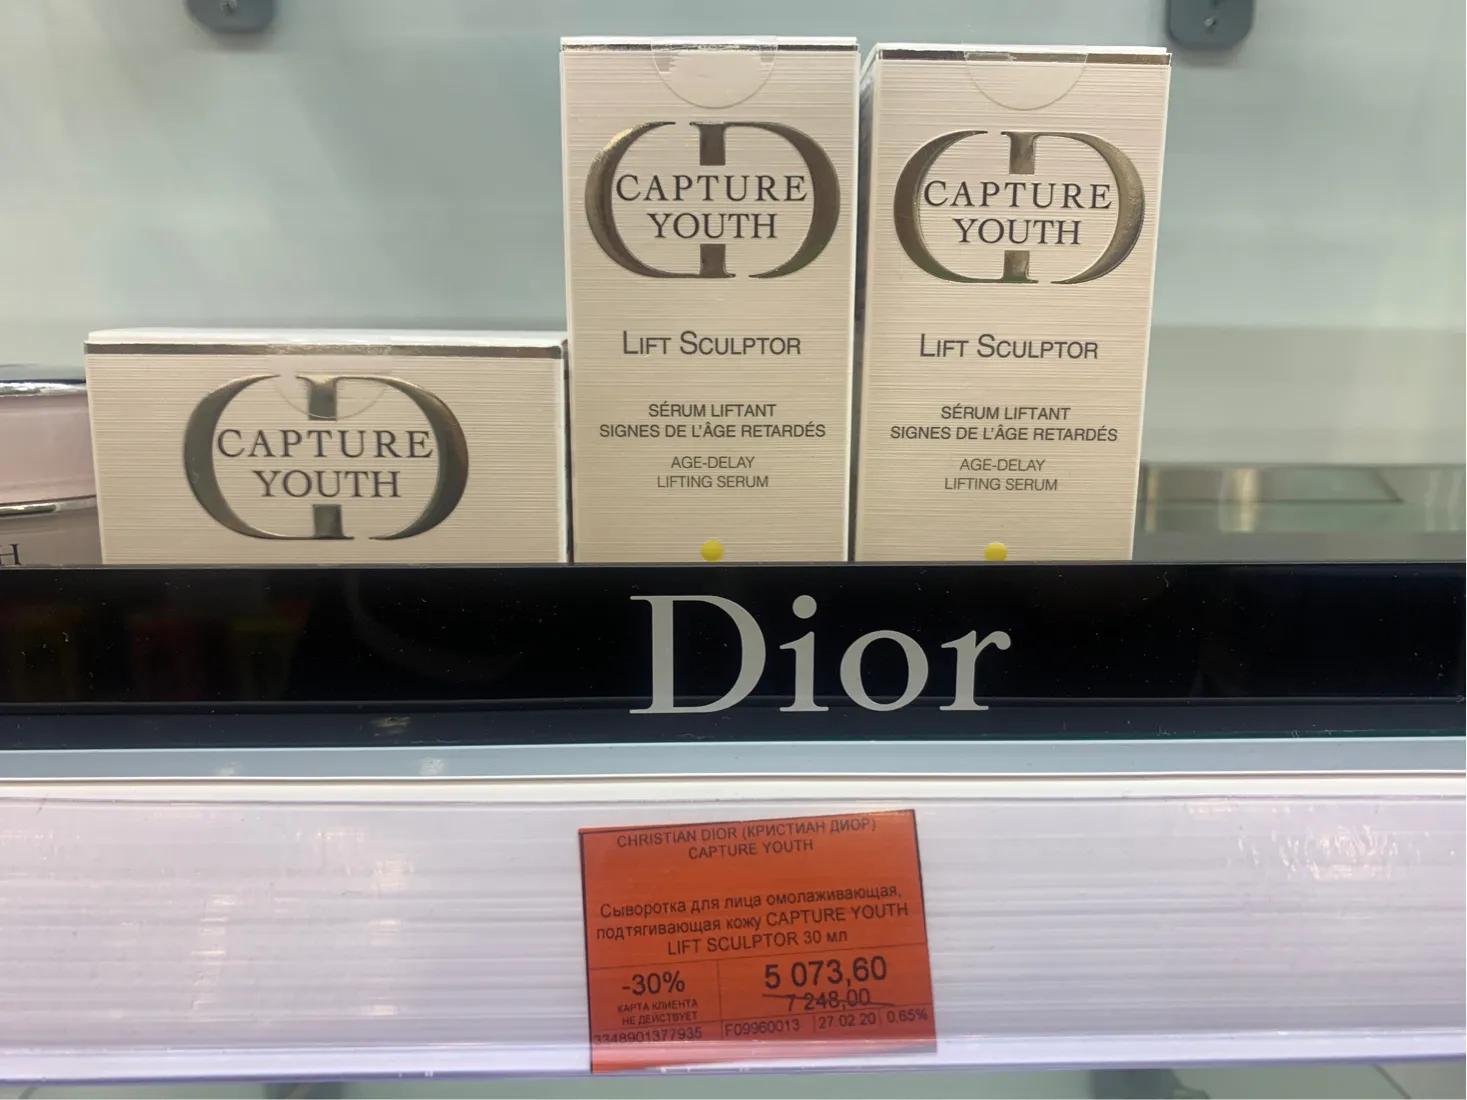 CAPTURE
YOUTH
LIFT SCULPTOR
SÉRUM LIFTANT
SIGNES DE L'ÂGE RETARDÉS
AGE-DELAY
LIFTING SERUM
CAPTURE
YOUTH
LIFT SCULPTOR
SÉRUM LIFTANT
SIGNES DE L'ÂGE RETARDÉS
AGE-DELAY
LIFTING SERUM
CAPTURE
YOUTH
H
Dior
CHRISTIAN DIOR (КРИСТИАН ДИОР)
CAPTURE YOUTH
Сыворотка для лица омолаживающая,
подтягивающая кожу CAPTURE YOUTH
LIFT SCULPTOR 30 мл
-30%
КАРТА КЛИЕНТА
НЕ ДЕЙСТВУЕТ
5 073,60
7 248,00
3348901377935 F09960013 27.02.20 0,65%